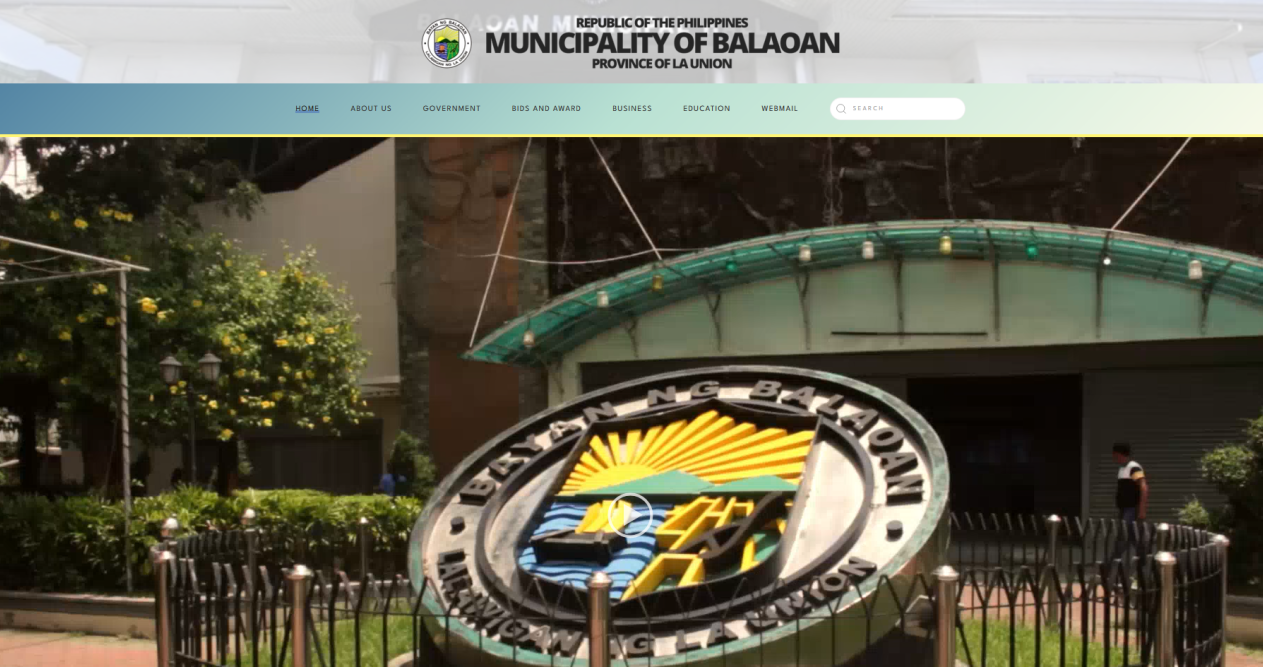 REPUBLIC OF THE PHILIPPINES
MUNICIPALITY OF BALAOAN
PROVINCE OF LA UNION
HOME
ABOUT US
GOVERNMENT
BIDS AND AWARD
BUSINESS
EDUCATION
WEBMAIL
SEARCH
BAYAN NG BALAOAN
LALAWIGAN NG LA UNION